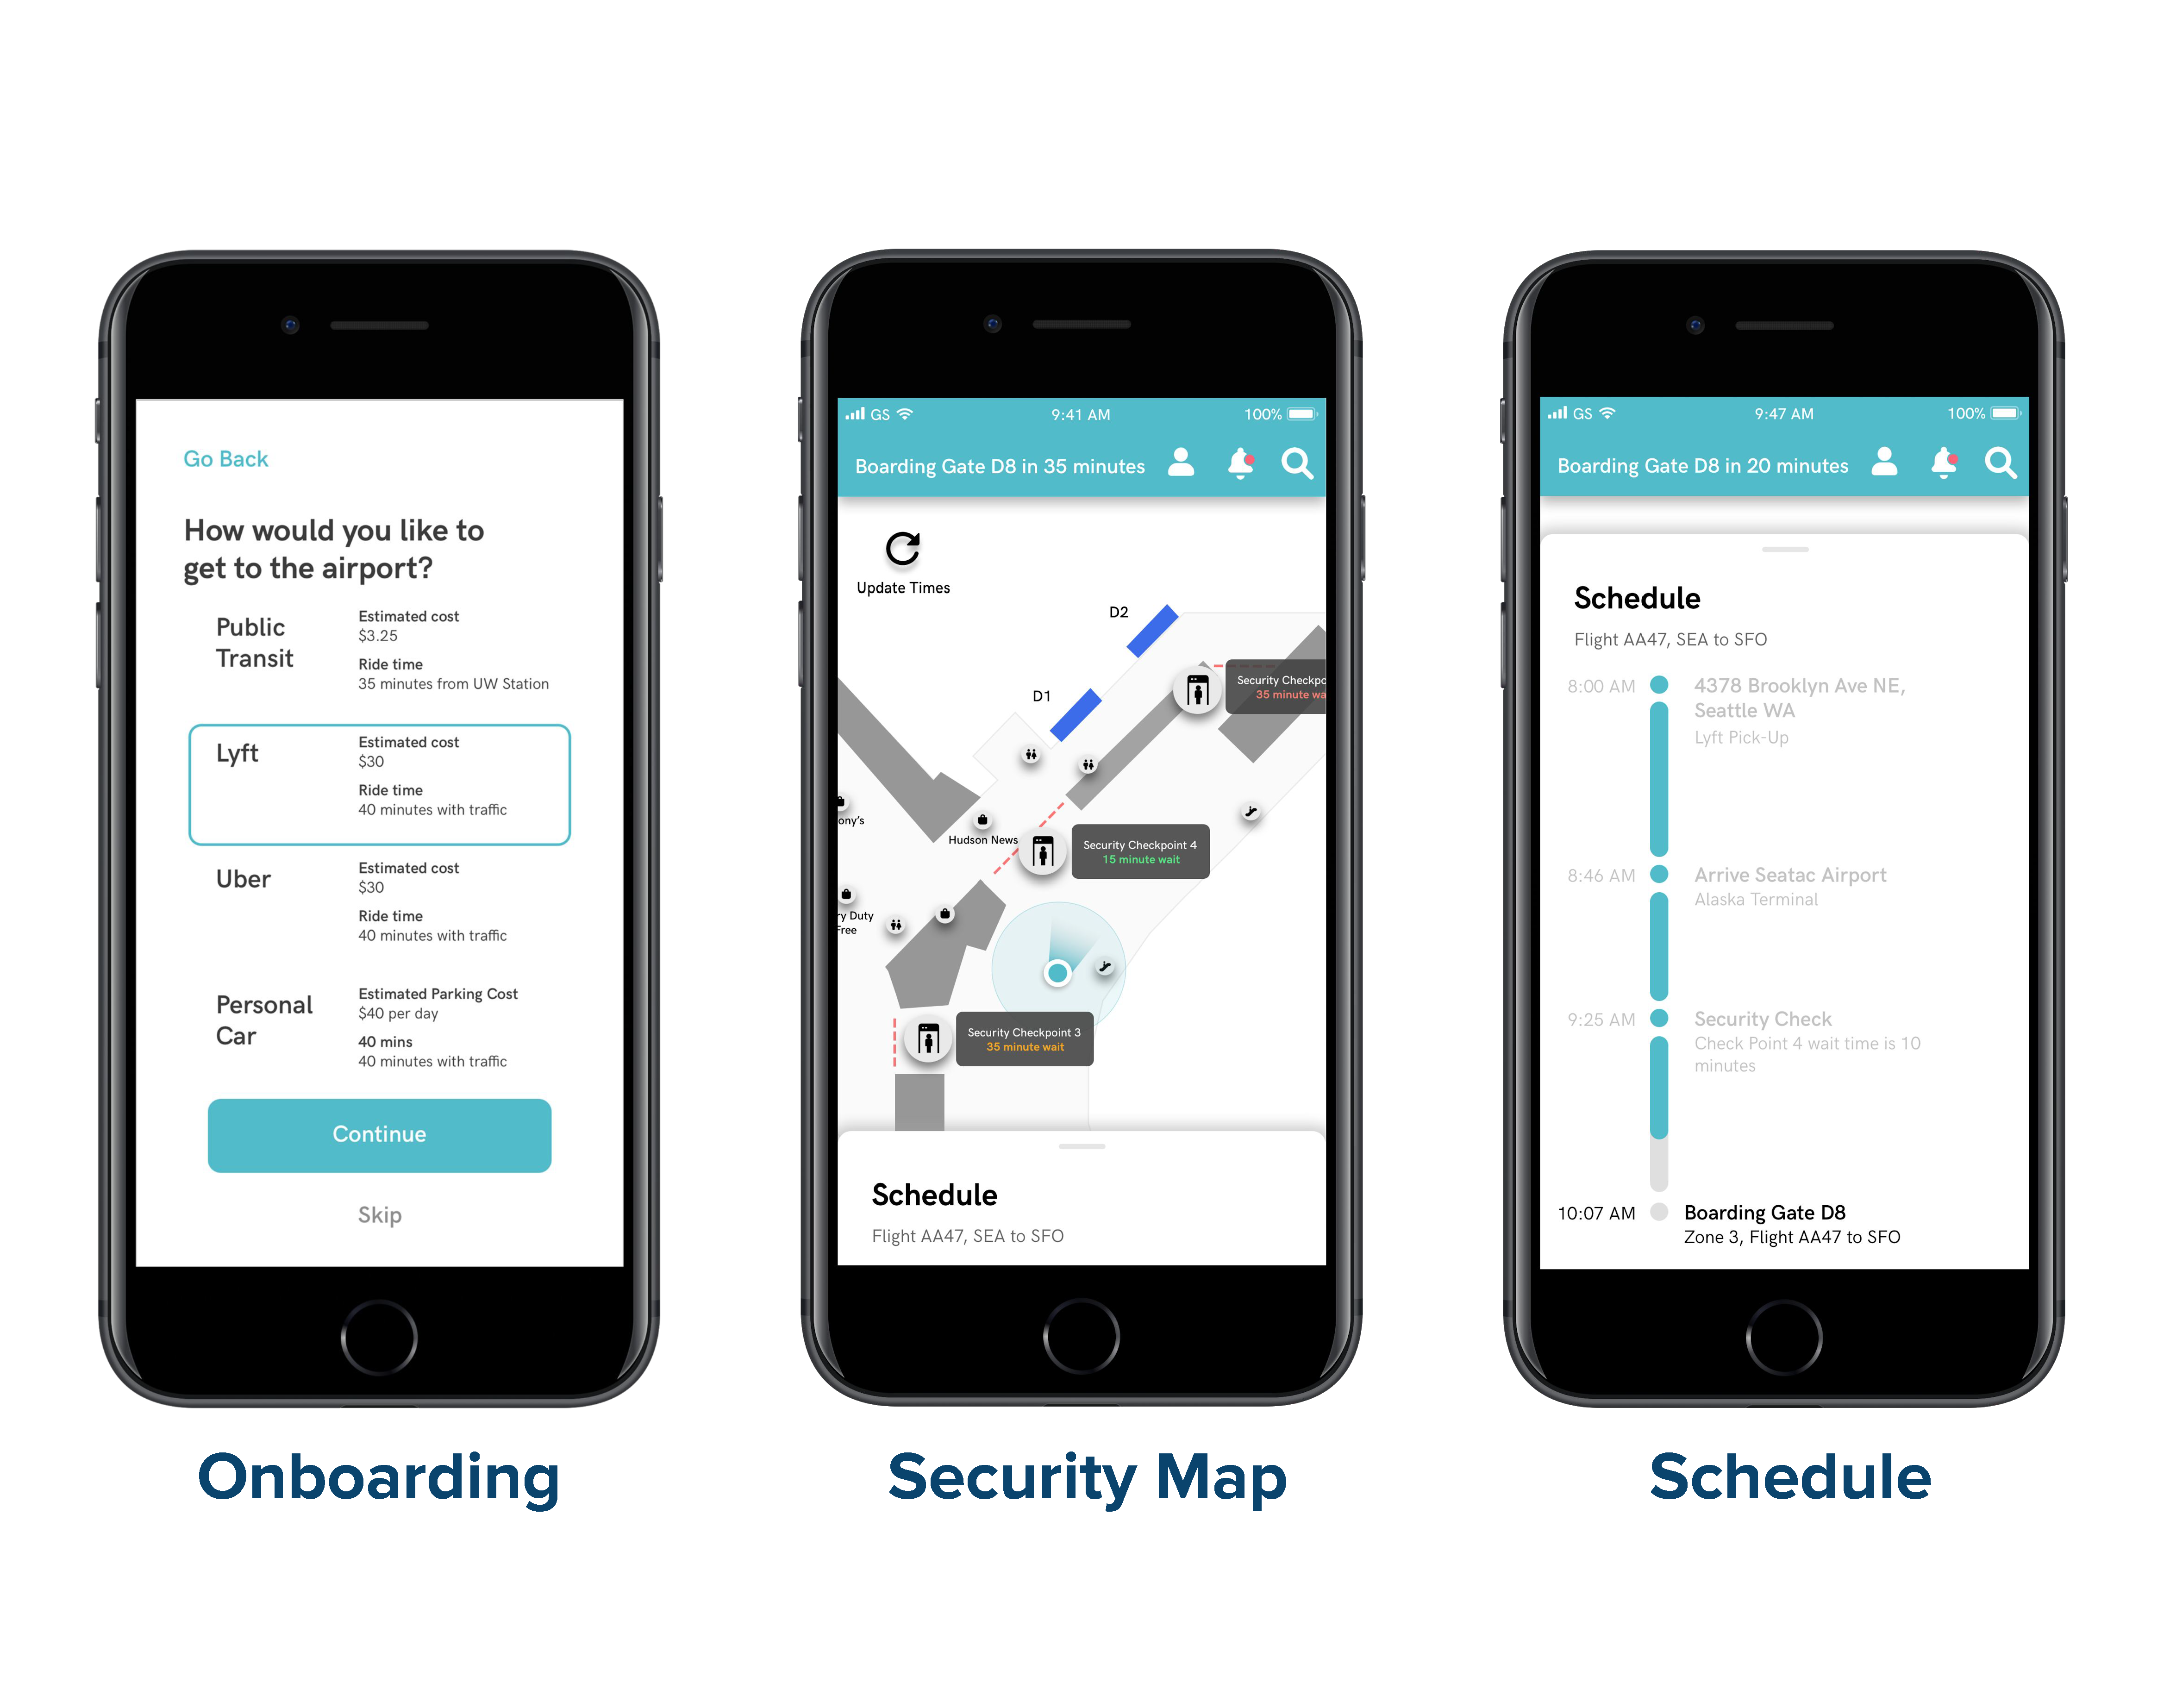 Go Back
How would you like to
get to the airport?
Public
Transit
Estimated cost
$3.25
Ride time
35 minutes from UW Station
Lyft
Estimated cost
$30
Ride time
40 minutes with traffic
Uber
Estimated cost
$30
Ride time
40 minutes with traffic
Personal
Car
Estimated Parking Cost
$40 per day
40 mins
40 minutes with traffic
Continue
Skip
Onboarding
GS 9:41 AM 100%
Boarding Gate D8 in 35 minutes
Update Times
D2
D1
Security Checkpo
35 minute wa
ony's
Hudson News
Security Checkpoint 4
15 minute wait
ry Duty
Free
Security Checkpoint 3
35 minute wait
Schedule
Flight AA47, SEA to SFO
Security Map
GS 9:47 AM 100%
Boarding Gate D8 in 20 minutes
Schedule
Flight AA47, SEA to SFO
8:00 AM
4378 Brooklyn Ave NE,
Seattle WA
Lyft Pick-Up
8:46 AM
Arrive Seatac Airport
Alaska Terminal
9:25 AM
Security Check
Check Point 4 wait time is 10
minutes
10:07 AM
Boarding Gate D8
Zone 3, Flight AA47 to SFO
Schedule